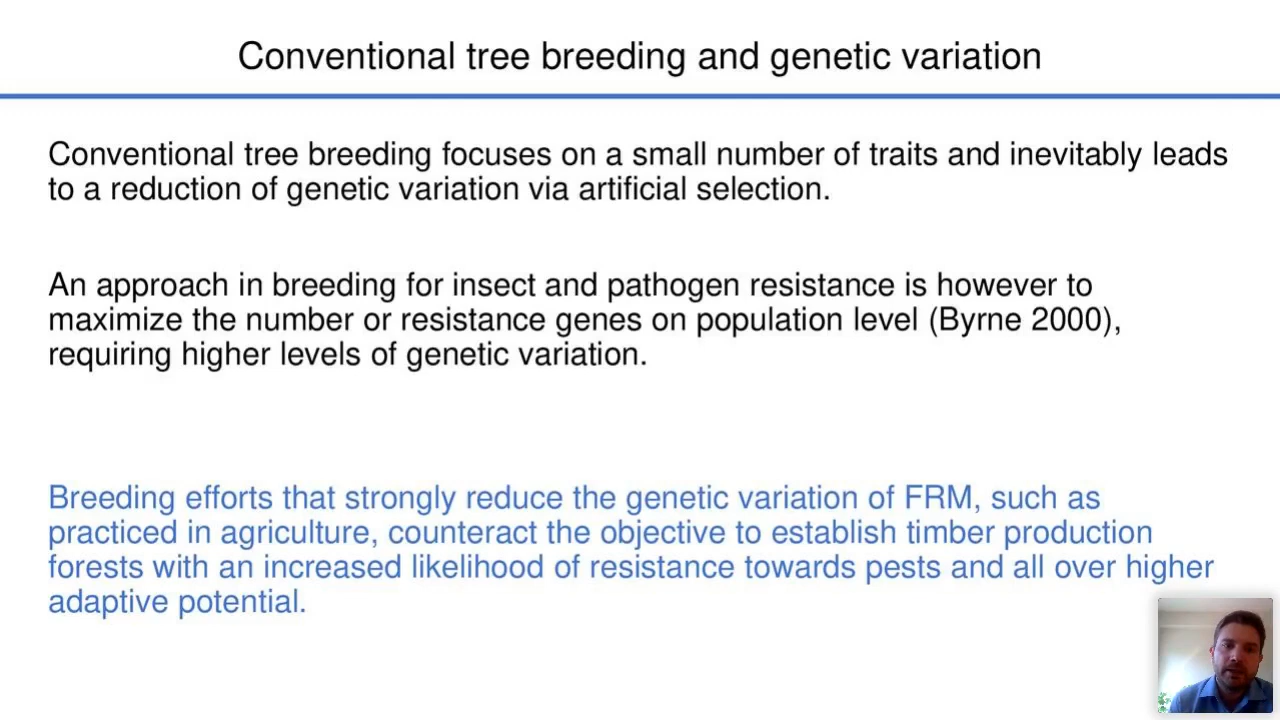 Conventional tree breeding and genetic variation
Conventional tree breeding focuses on a small number of traits and inevitably leads
to a reduction of genetic variation via artificial selection.
An approach in breeding for insect and pathogen resistance is however to
maximize the number or resistance genes on population level (Byrne 2000),
requiring higher levels of genetic variation.
Breeding efforts that strongly reduce the genetic variation of FRM, such as
practiced in agriculture, counteract the objective to establish timber production
forests with an increased likelihood of resistance towards pests and all over higher
adaptive potential.